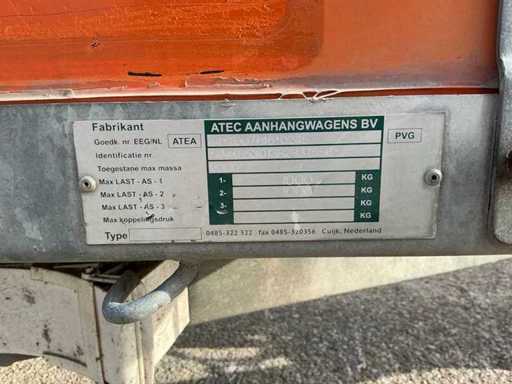 Fabrikant ATEC AANHANGWAGENS BV
Goedk. nr. EEG/NL ATEA PVG
Identificatie nr.
Toegestane max massa
Max LAST - AS - 1 1- KG
Max LAST - AS - 2 2- KG
Max LAST - AS - 3 3- KG
Max koppelingsdruk KG
Type 0485-322 322 fax 0485-320356 Cuijk, Nederland